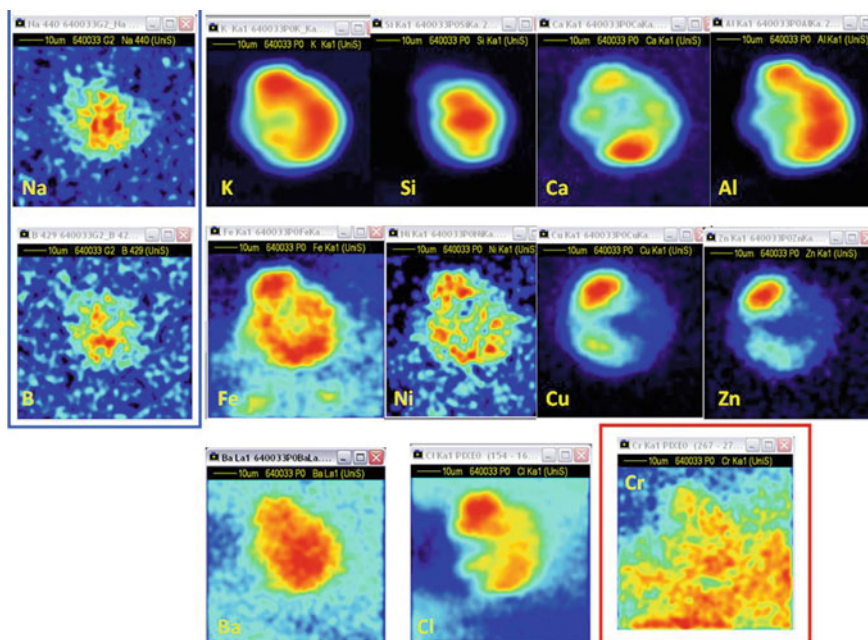 Na 440 640033G2_Na
10um 640033 G2 Na 440 (UniS)
Na
K Ka1 640033P0K_Ka
10um 640033 P0 K Ka1 (UniS)
K
Si Ka1 640033P0SiKa 2
10um 640033 P0 Si Ka1 (UniS)
Si
Ca Ka1 640033P0CaKa
10um 640033 P0 Ca Ka1 (UniS)
Ca
Al Ka1 640033P0AlKa 2
10um 640033 P0 Al Ka1 (UniS)
Al
B 429 640033G2_B 42...
10um 640033 G2 B 429 (UniS)
B
Fe Ka1 640033P0FeKa...
10um 640033 P0 Fe Ka1 (UniS)
Fe
Ni Ka1 640033P0NiKa...
10um 640033 P0 Ni Ka1 (UniS)
Ni
Cu Ka1 640033P0CuKa...
10um 640033 P0 Cu Ka1 (UniS)
Cu
Zn Ka1 640033P0ZnKa...
10um 640033 P0 Zn Ka1 (UniS)
Zn
Ba La1 640033P0BaLa....
10um 640033 P0 Ba La1 (UniS)
Ba
Cl Ka1 PIXE0 (154 - 16...
10um 640033 P0 Cl Ka1 (UniS)
Cl
Cr Ka1 PIXE0 (267 - 27...
10um 640033 P0 Cr Ka1 (UniS)
Cr